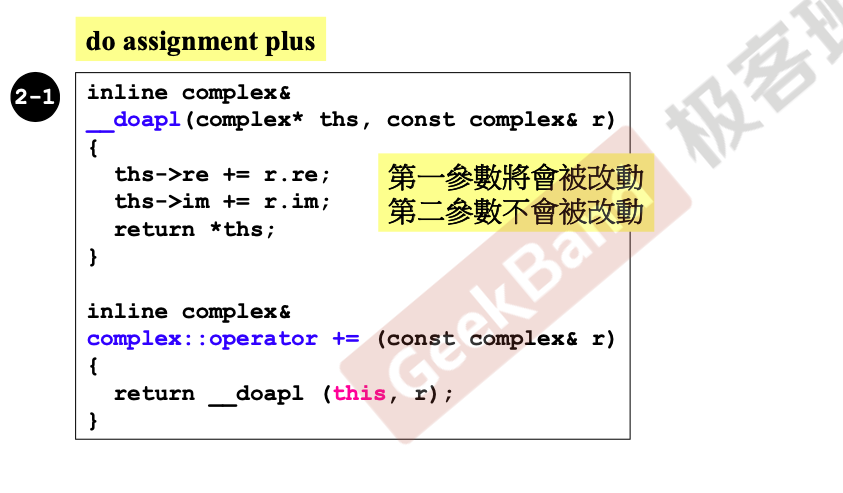 do assignment plus
2-1
inline complex&
__doapl(complex* ths, const complex& r)
{
  ths->re += r.re;
  ths->im += r.im;
  return *ths;
}
第一參數將會被改動
第二參數不會被改動
inline complex&
complex::operator += (const complex& r)
{
  return __doapl (this, r);
}
GeekBand
极客班